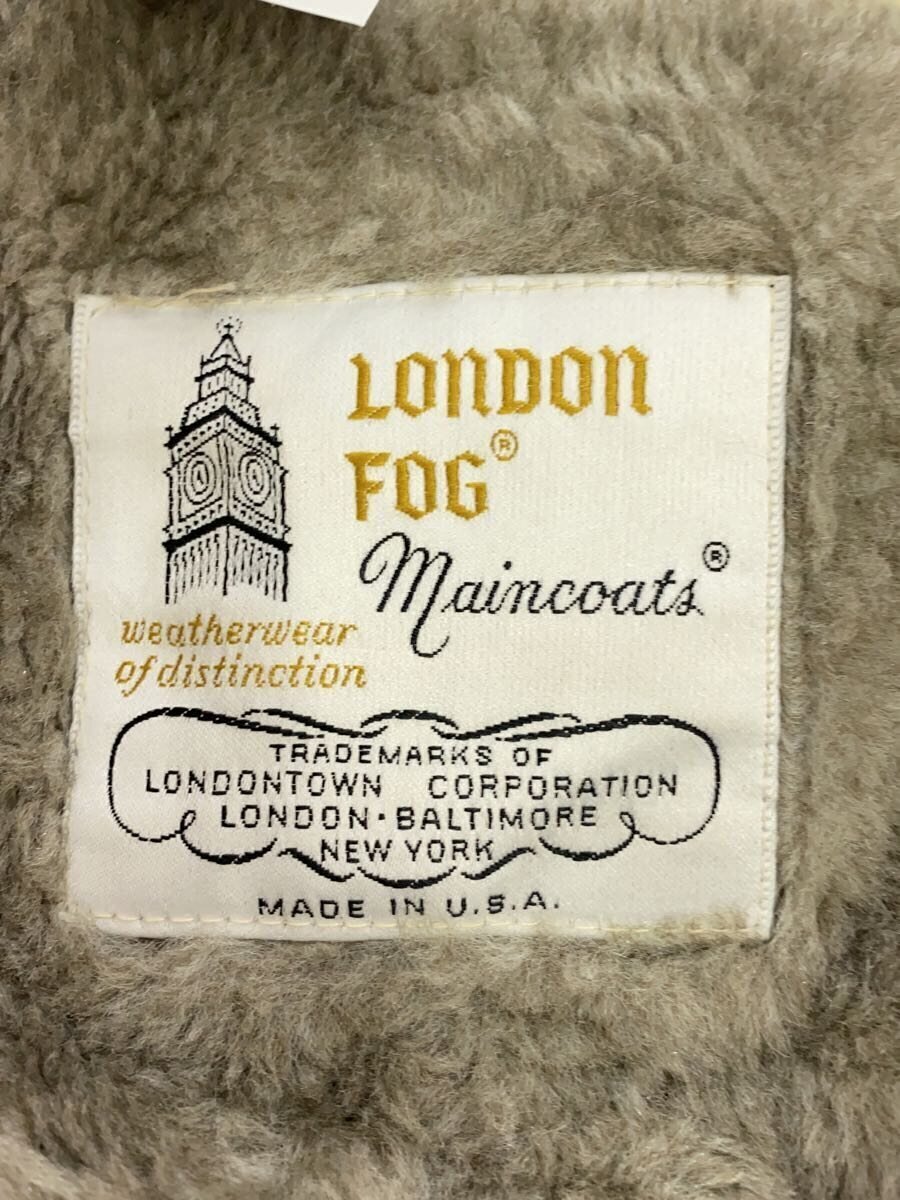 LONDON
FOG®
Maincoats®
weatherwear
of distinction
TRADEMARKS OF
LONDONTOWN CORPORATION
LONDON · BALTIMORE
NEW YORK
MADE IN U.S.A.